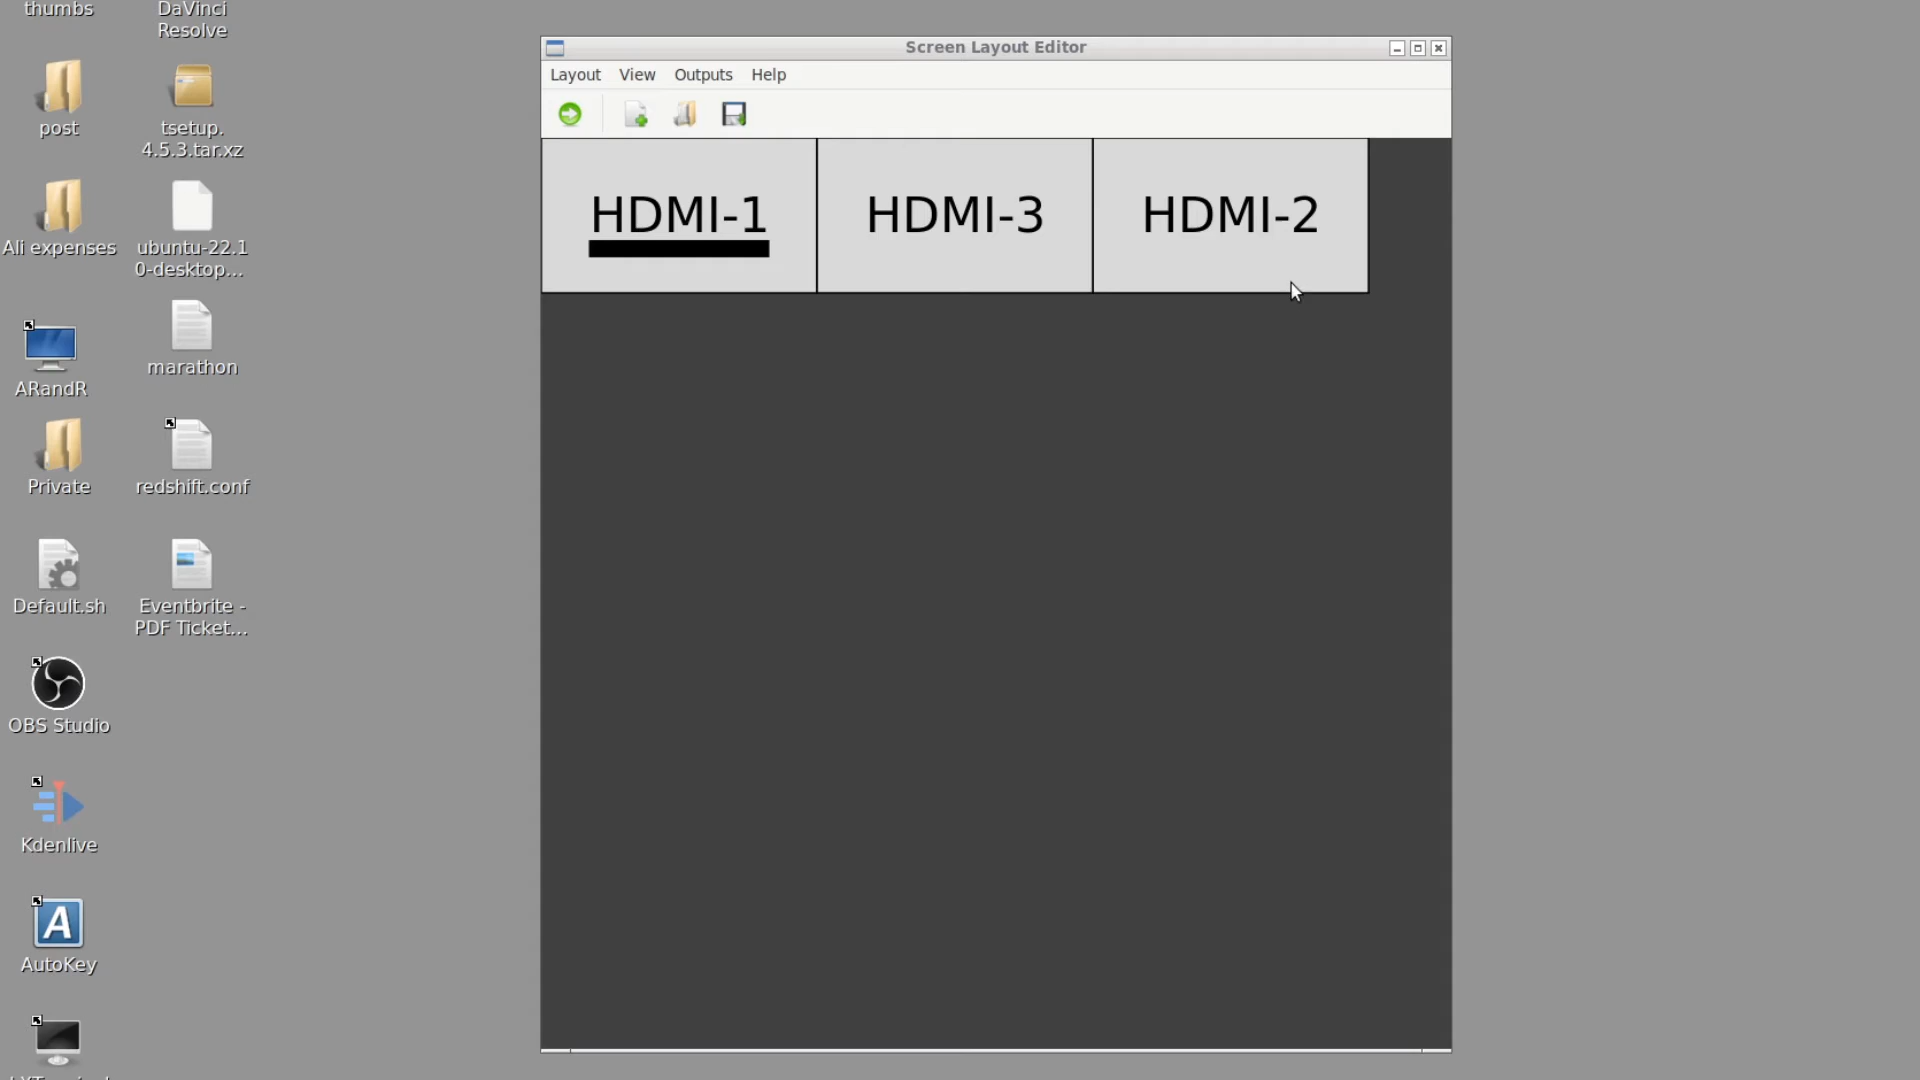 thumbs
DaVinci
Resolve
post
tsetup.
4.5.3.tar.xz
Ali expenses
ubuntu-22.1
0-desktop...
ARandR
marathon
Private
redshift.conf
Default.sh
Eventbrite -
PDF Ticket...
OBS Studio
Kdenlive
A
AutoKey
Screen Layout Editor
Layout View Outputs Help
HDMI-1 HDMI-3 HDMI-2